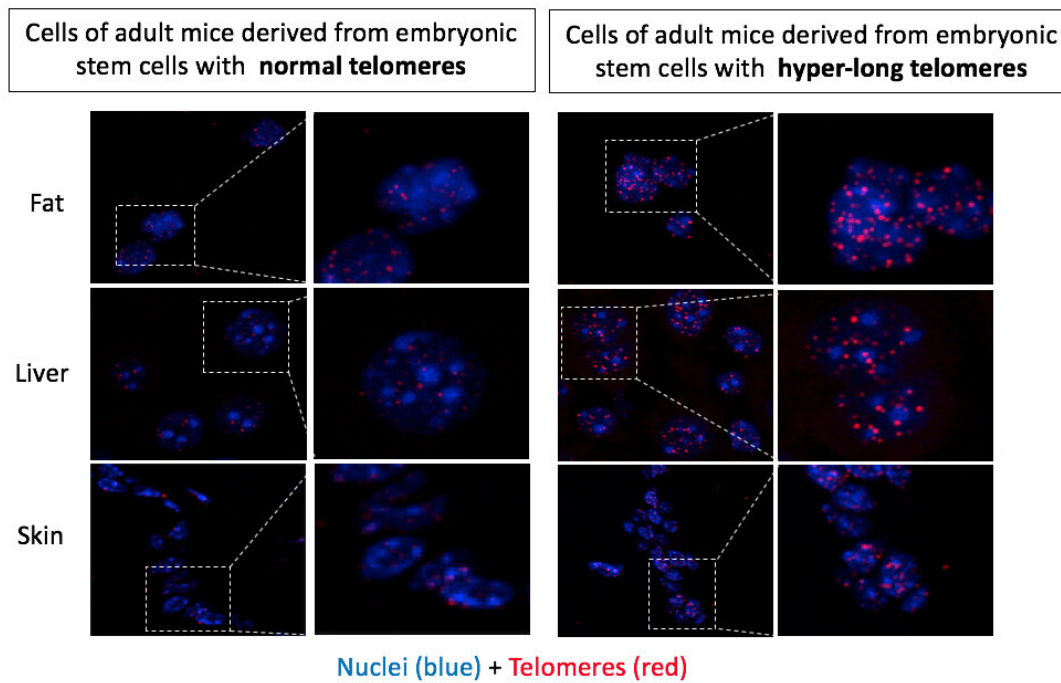 Cells of adult mice derived from embryonic
stem cells with normal telomeres
Cells of adult mice derived from embryonic
stem cells with hyper-long telomeres
Fat
Liver
Skin
Nuclei (blue) + Telomeres (red)